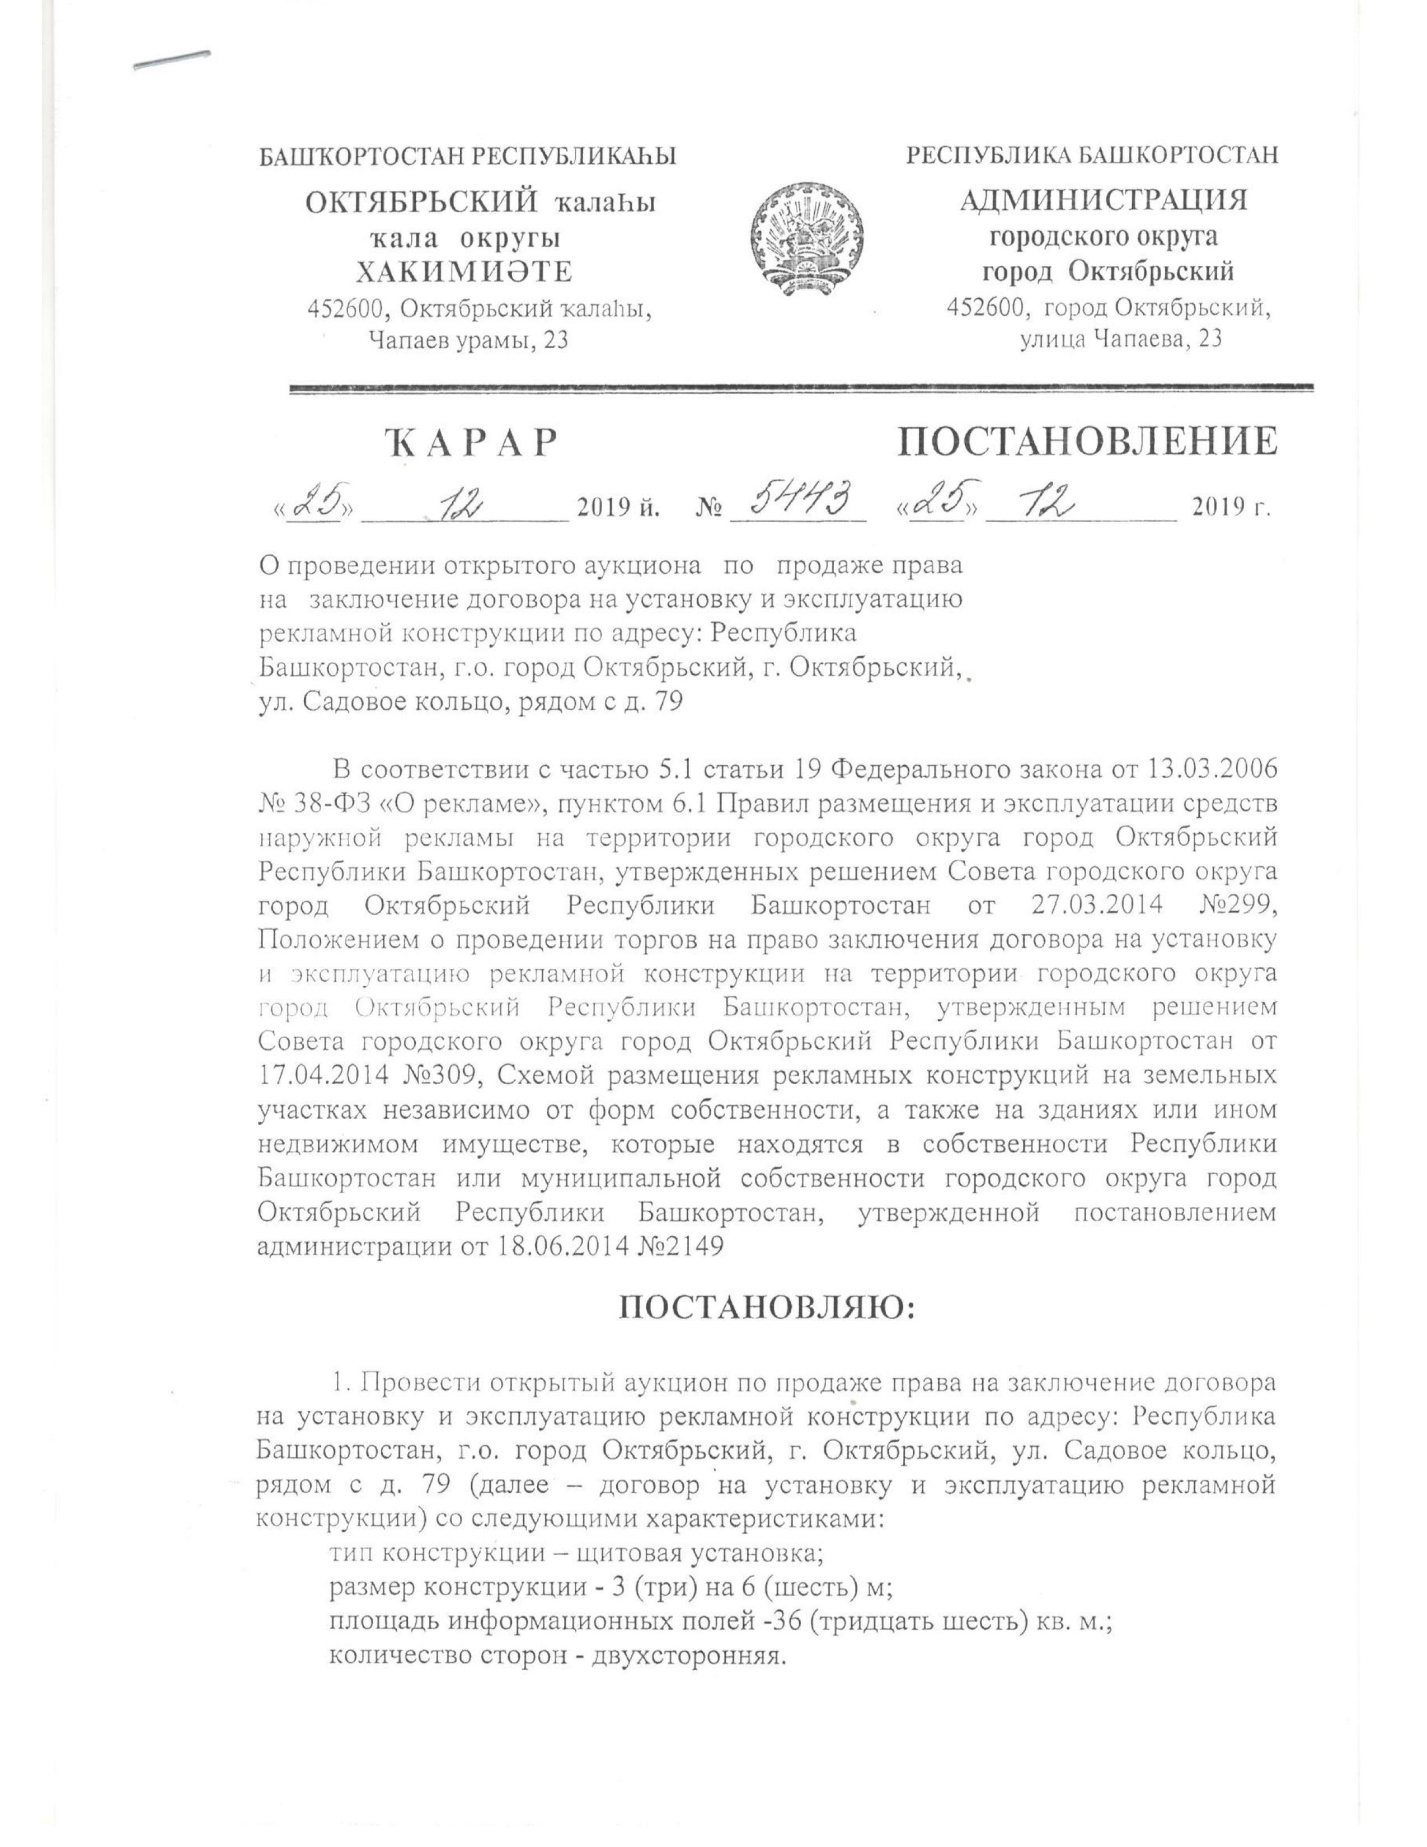 БАШҠОРТОСТАН РЕСПУБЛИКАҺЫ
ОКТЯБРЬСКИЙ ҡалаһы
ҡала округы
ХАКИМИӘТЕ
452600, Октябрьский ҡалаһы,
Чапаев урамы, 23
РЕСПУБЛИКА БАШКОРТОСТАН
АДМИНИСТРАЦИЯ
городского округа
город Октябрьский
452600, город Октябрьский,
улица Чапаева, 23
ҠАРАР
ПОСТАНОВЛЕНИЕ
«25» 12 2019 й. № 5443 «25» 12 2019 г.
О проведении открытого аукциона по продаже права
на заключение договора на установку и эксплуатацию
рекламной конструкции по адресу: Республика
Башкортостан, г.о. город Октябрьский, г. Октябрьский,
ул. Садовое кольцо, рядом с д. 79
В соответствии с частью 5.1 статьи 19 Федерального закона от 13.03.2006
№ 38-ФЗ «О рекламе», пунктом 6.1 Правил размещения и эксплуатации средств
наружной рекламы на территории городского округа город Октябрьский
Республики Башкортостан, утвержденных решением Совета городского округа
город Октябрьский Республики Башкортостан от 27.03.2014 №299,
Положением о проведении торгов на право заключения договора на установку
и эксплуатацию рекламной конструкции на территории городского округа
город Октябрьский Республики Башкортостан, утвержденным решением
Совета городского округа город Октябрьский Республики Башкортостан от
17.04.2014 №309, Схемой размещения рекламных конструкций на земельных
участках независимо от форм собственности, а также на зданиях или ином
недвижимом имуществе, которые находятся в собственности Республики
Башкортостан или муниципальной собственности городского округа город
Октябрьский Республики Башкортостан, утвержденной постановлением
администрации от 18.06.2014 №2149
ПОСТАНОВЛЯЮ:
1. Провести открытый аукцион по продаже права на заключение договора
на установку и эксплуатацию рекламной конструкции по адресу: Республика
Башкортостан, г.о. город Октябрьский, г. Октябрьский, ул. Садовое кольцо,
рядом с д. 79 (далее – договор на установку и эксплуатацию рекламной
конструкции) со следующими характеристиками:
тип конструкции – щитовая установка;
размер конструкции - 3 (три) на 6 (шесть) м;
площадь информационных полей -36 (тридцать шесть) кв. м.;
количество сторон - двухсторонняя.